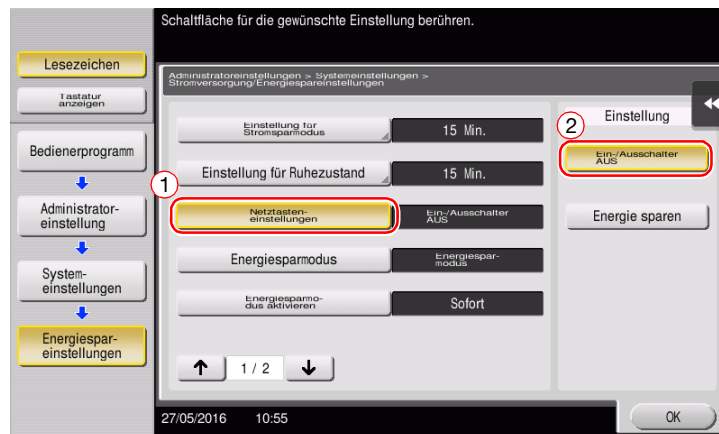 Schaltfläche für die gewünschte Einstellung berühren.
Lesezeichen
Tastatur
anzeigen
Bedienerprogramm
Administrator-
einstellung
System-
einstellungen
Energiespar-
einstellungen
Administratoreinstellungen > Systemeinstellungen >
Stromversorgung/Energiespareinstellungen
Einstellung für
Stromsparmodus
15 Min.
Einstellung für Ruhezustand
15 Min.
1
Netztasten-
einstellungen
Ein-/Ausschalter
AUS
Energiesparmodus
Energiespar-
modus
Energiesparmo-
dus aktivieren
Sofort
1 / 2
Einstellung
2
Ein-/Ausschalter
AUS
Energie sparen
27/05/2016 10:55
OK